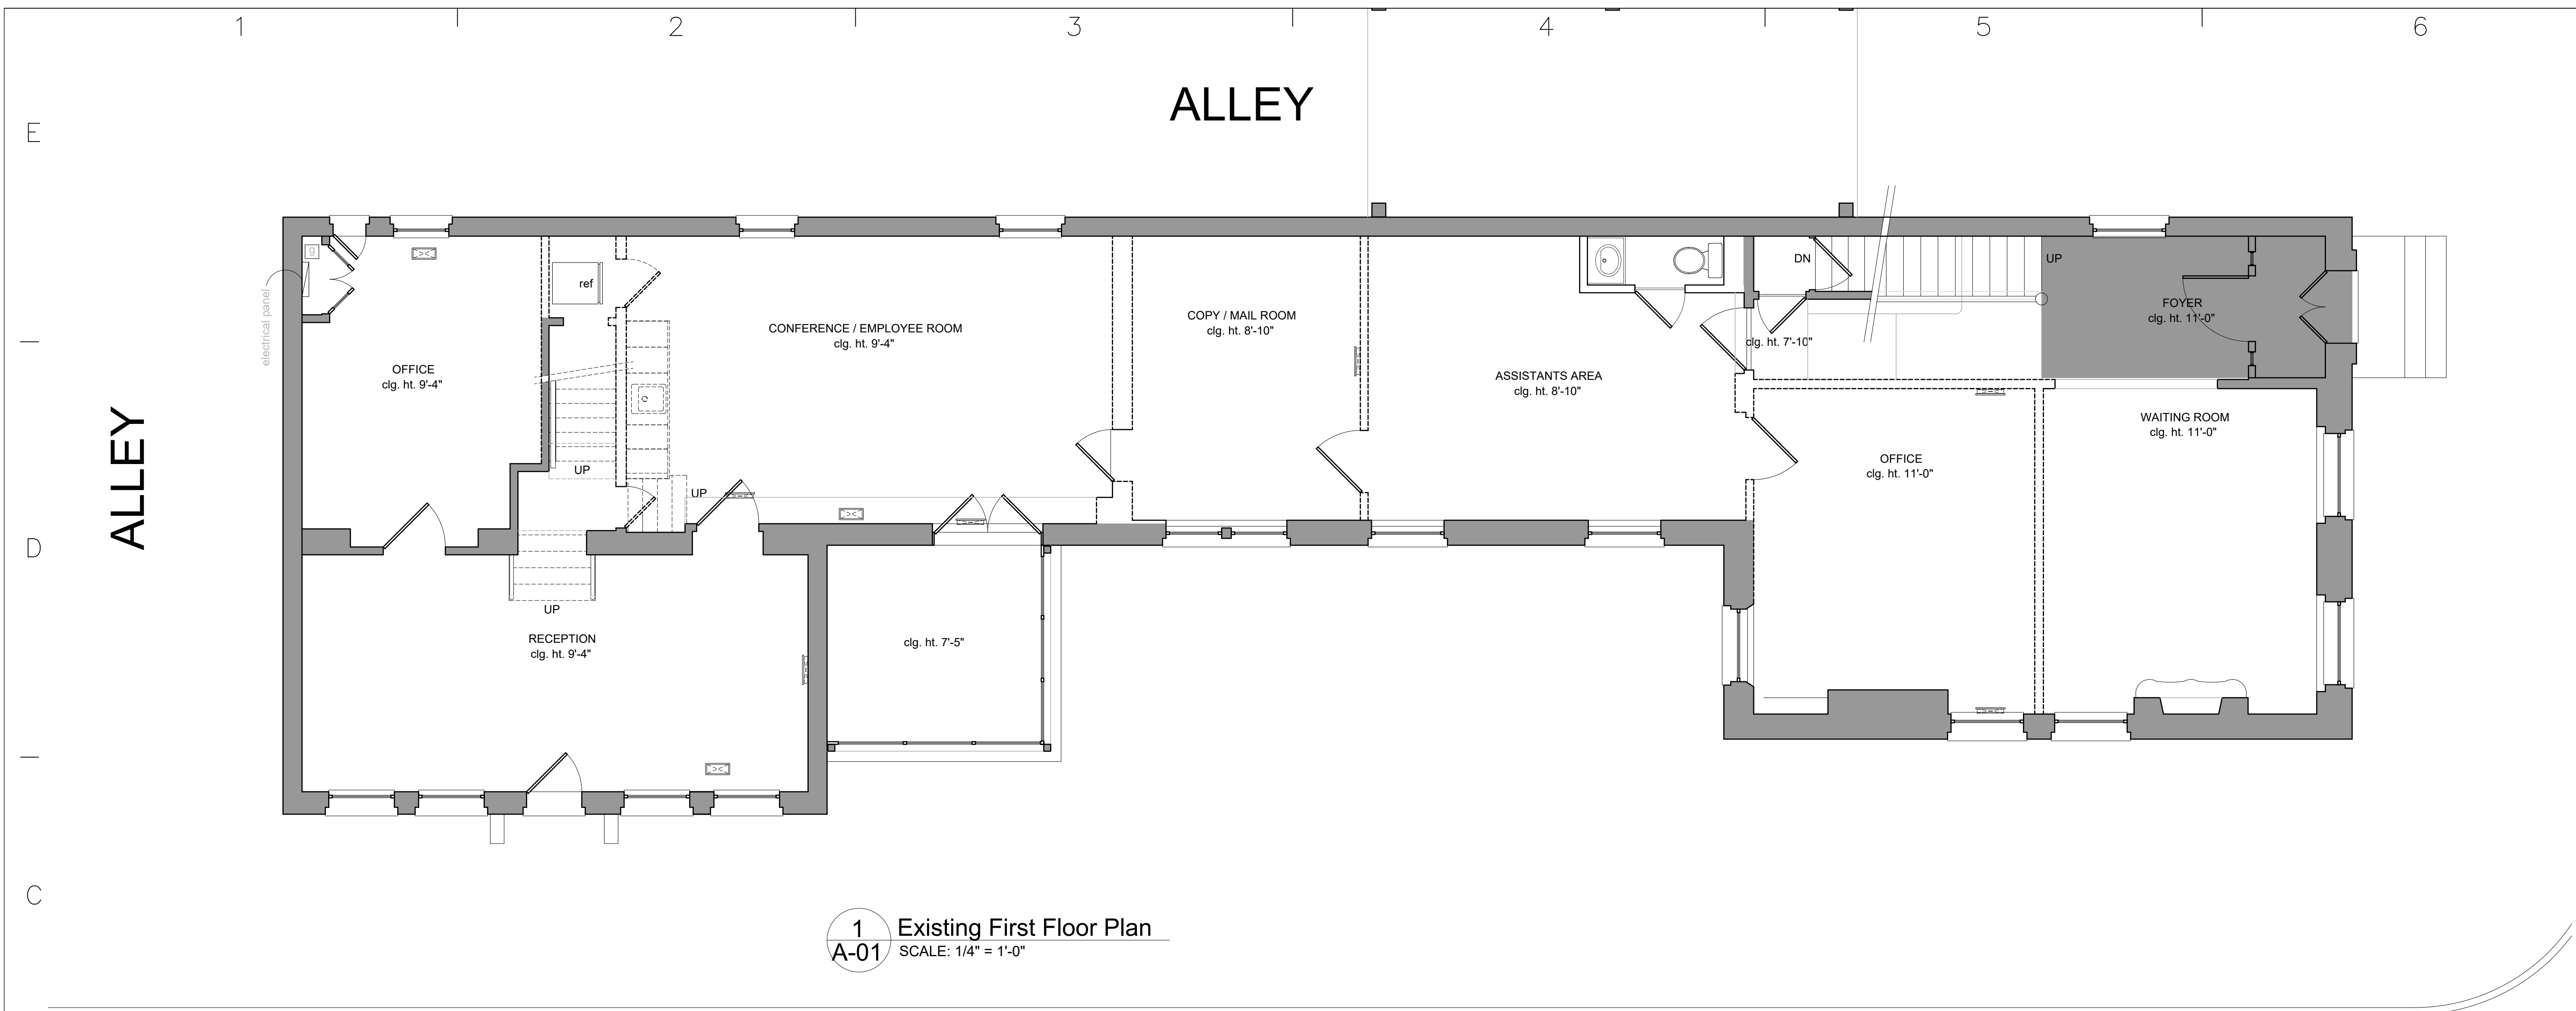 1
2
3
4
5
6
E
D
C
ALLEY
ALLEY
electrical panel
g
ref
OFFICE
clg. ht. 9'-4"
CONFERENCE / EMPLOYEE ROOM
clg. ht. 9'-4"
COPY / MAIL ROOM
clg. ht. 8'-10"
ASSISTANTS AREA
clg. ht. 8'-10"
DN
clg. ht. 7'-10"
UP
FOYER
clg. ht. 11'-0"
WAITING ROOM
clg. ht. 11'-0"
OFFICE
clg. ht. 11'-0"
UP
UP
UP
RECEPTION
clg. ht. 9'-4"
clg. ht. 7'-5"
1
A-01
Existing First Floor Plan
SCALE: 1/4" = 1'-0"